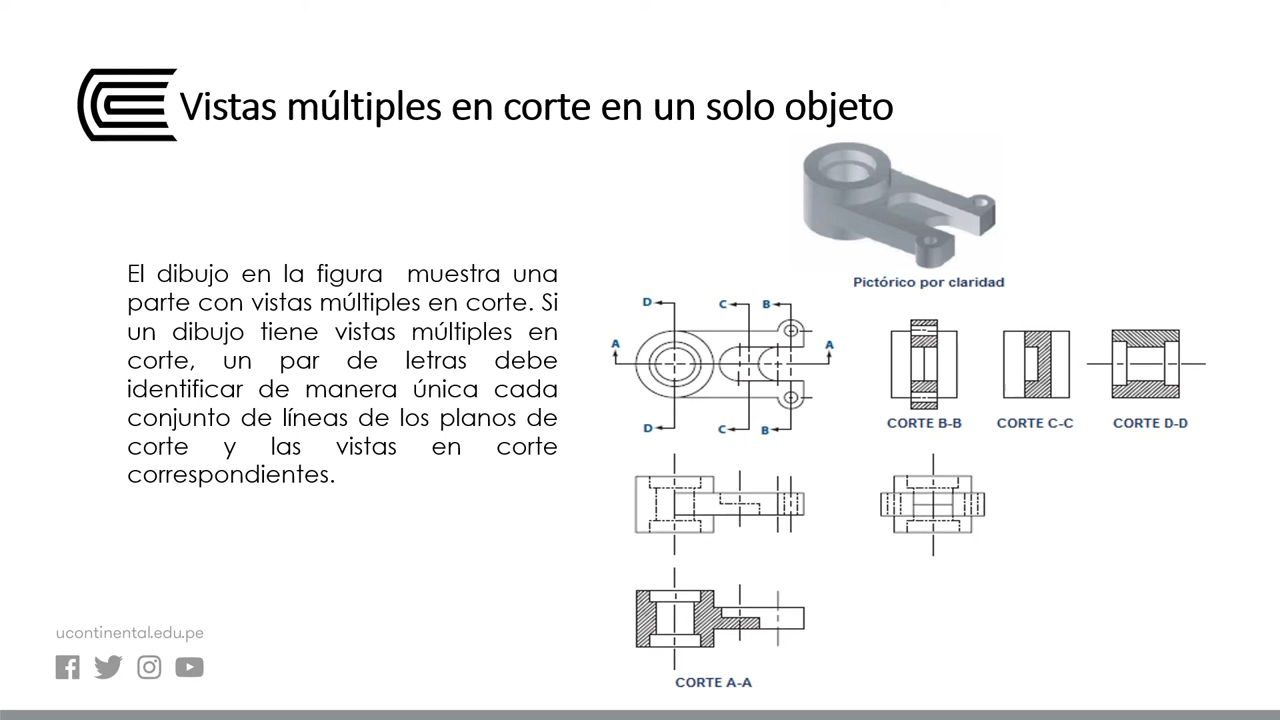 Vistas múltiples en corte en un solo objeto
Pictórico por claridad
El dibujo en la figura muestra una
parte con vistas múltiples en corte. Si
un dibujo tiene vistas múltiples en
corte, un par de letras debe
identificar de manera única cada
conjunto de líneas de los planos de
corte y las vistas en corte
correspondientes.
D C B
A A
D C B
CORTE B-B CORTE C-C CORTE D-D
CORTE A-A
ucontinental.edu.pe